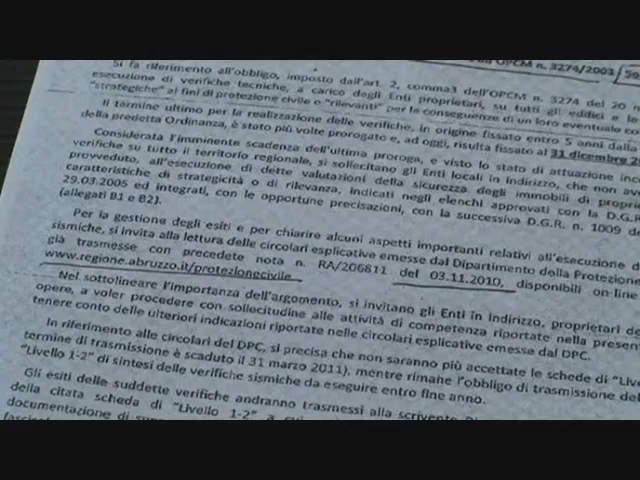 dell'OPCM n. 3274/2003
Si fa riferimento all'obbligo, imposto dall'art. 2, comma3 dell'OPCM n. 3274 del 20
esecuzione di verifiche tecniche, a carico degli Enti proprietari, su tutti gli edifici e le
"strategiche" ai fini di protezione civile o "rilevanti" per le conseguenze di un loro eventuale co
Il termine ultimo per la realizzazione delle verifiche, in origine fissato entro 5 anni dalla
della predetta Ordinanza, è stato più volte prorogato e, ad oggi, risulta fissato al 31 dicembre
Considerata l'imminente scadenza dell'ultima proroga, e visto lo stato di attuazione inco
verifiche su tutto il territorio regionale, si sollecitano gli Enti locali in indirizzo, che non av
provveduto, all'esecuzione di dette valutazioni della sicurezza degli immobili di proprie
caratteristiche di strategicità o di rilevanza, indicati negli elenchi approvati con la D.G.
29.03.2005 ed integrati, con le opportune precisazioni, con la successiva D.G.R. n. 1009 de
(allegati B1 e B2).
Per la gestione degli esiti e per chiarire alcuni aspetti importanti relativi all'esecuzione d
sismiche, si invita alla lettura delle circolari esplicative emesse dal Dipartimento della Protezione
già trasmesse con precedente nota n. RA/206811 del 03.11.2010, disponibili on-line
www.regione.abruzzo.it/protezionecivile
Nel sottolineare l'importanza dell'argomento, si invitano gli Enti in indirizzo, proprietari de
opere, a voler procedere con sollecitudine alle attività di competenza riportate nella present
tenere conto delle ulteriori indicazioni riportate nelle circolari esplicative emesse dal DPC.
In riferimento alle circolari del DPC, si precisa che non saranno più accettate le schede di "Live
termine di trasmissione è scaduto il 31 marzo 2011), mentre rimane l'obbligo di trasmissione del
"Livello 1-2" di sintesi delle verifiche sismiche da eseguire entro fine anno.
Gli esiti delle suddette verifiche andranno trasmessi alla scrivente
della citata scheda di "Livello 1-2" a
documentazione di